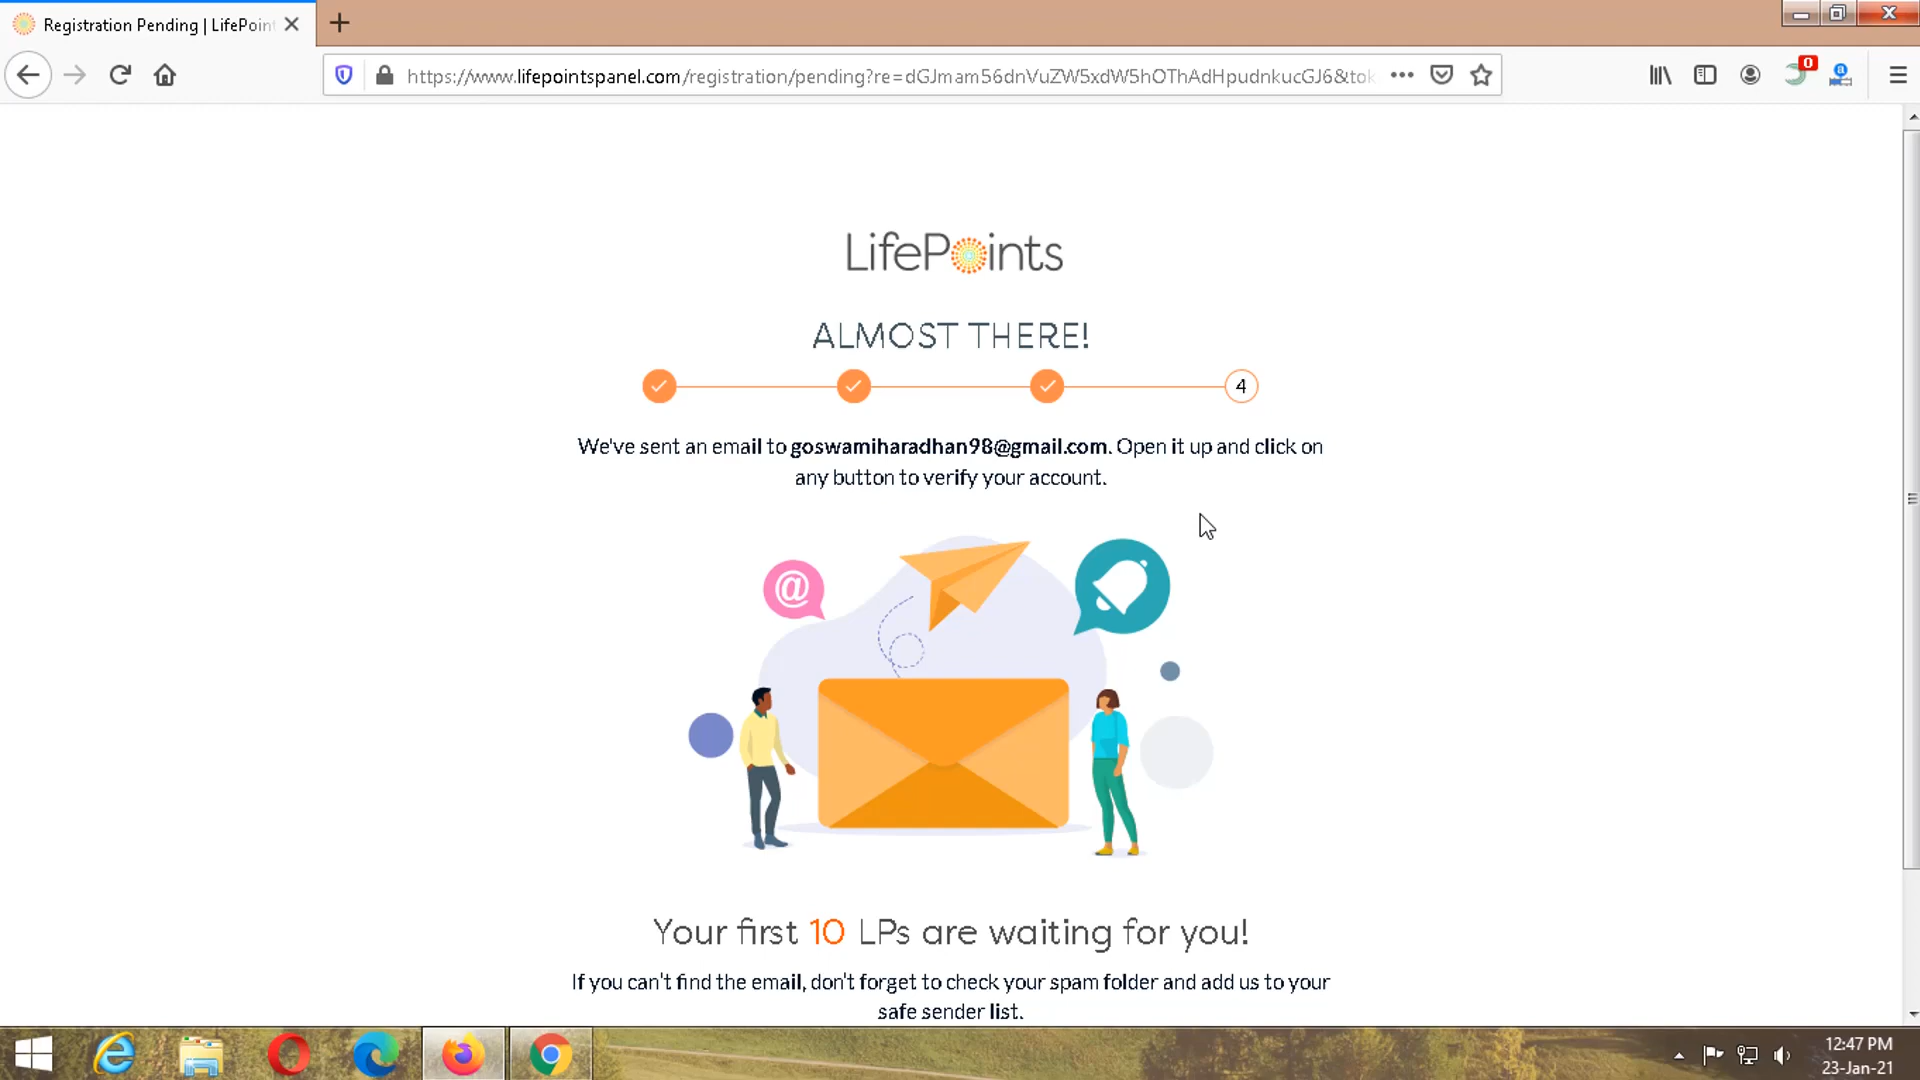 Registration Pending | LifePoint
https://www.lifepointspanel.com/registration/pending?re=dGJmam56dnVuZW5xdW5hOThAdHpudnkucGJ6&tok
0
a
LifePoints
ALMOST THERE!
4
We've sent an email to goswamiharadhan98@gmail.com. Open it up and click on
any button to verify your account.
@
Your first 10 LPs are waiting for you!
If you can't find the email, don't forget to check your spam folder and add us to your
safe sender list.
12:47 PM
23-Jan-21